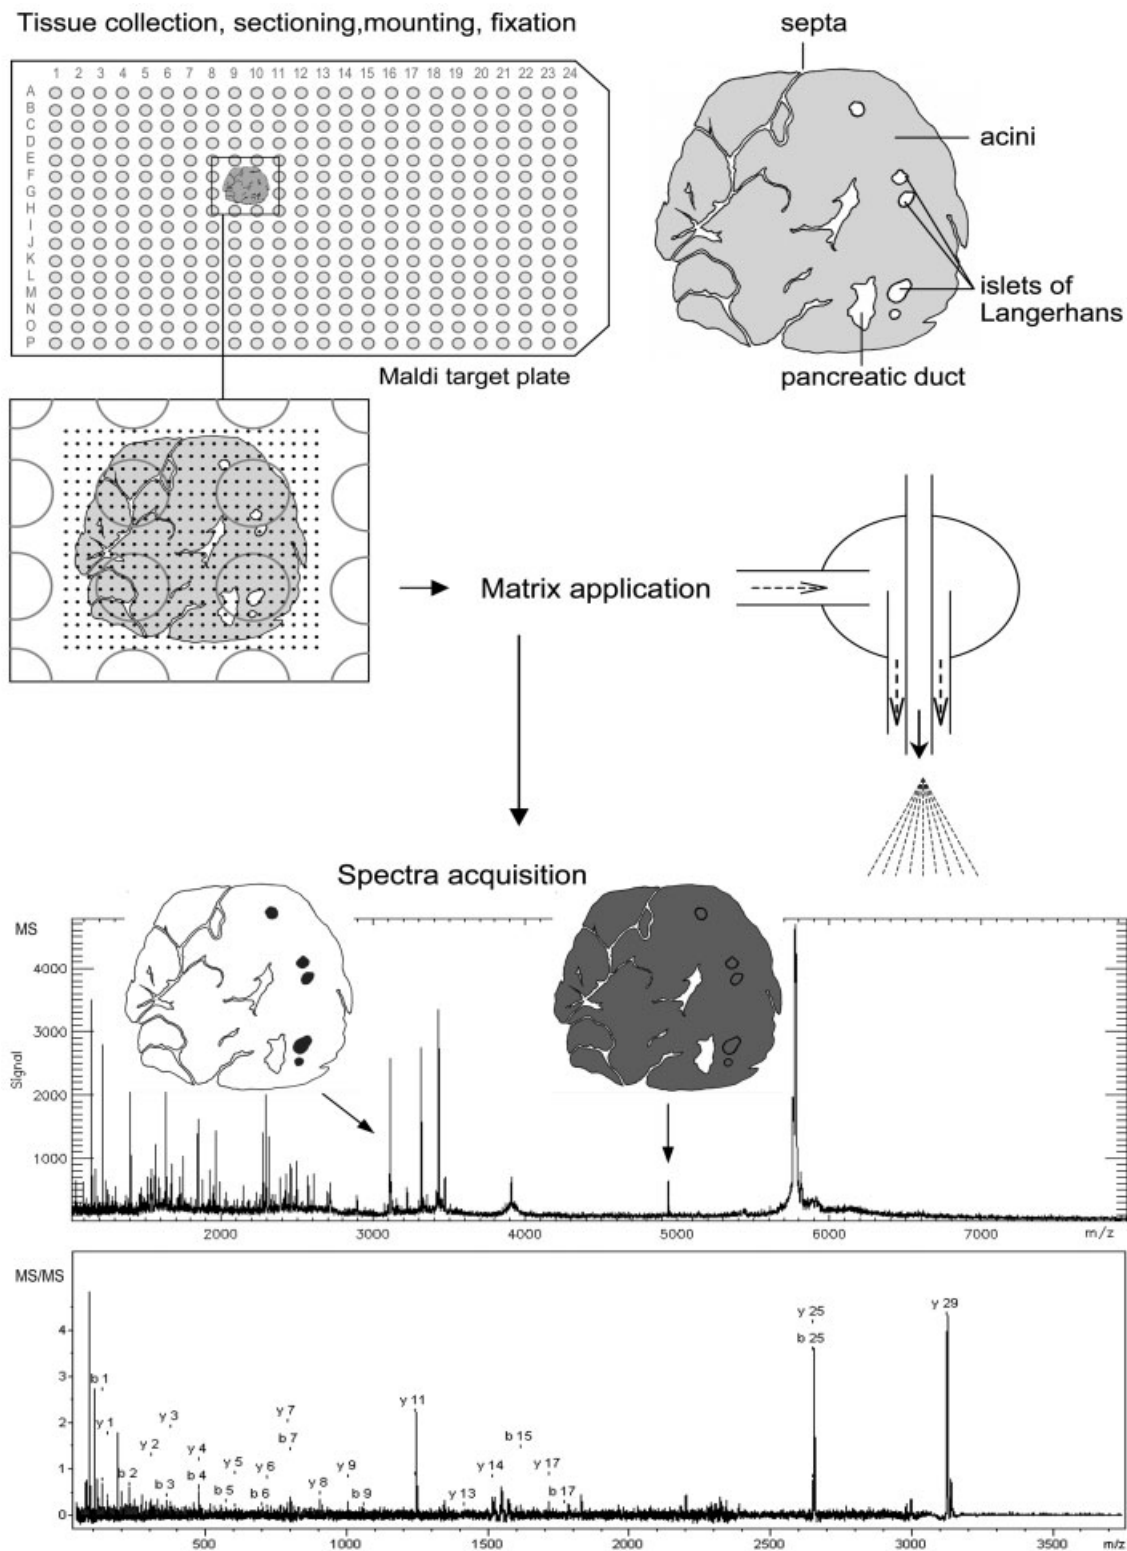 Tissue collection, sectioning,mounting, fixation
septa
1 2 3 4 5 6 7 8 9 10 11 12 13 14 15 16 17 18 19 20 21 22 23 24
A
B
C
D
E
F
G
H
I
J
K
L
M
N
O
P
acini
islets of
Langerhans
Maldi target plate
pancreatic duct
Matrix application
Spectra acquisition
MS
4000
3000
2000
1000
Signal
2000 3000 4000 5000 6000 7000 m/z
MS/MS
4
3
2
1
0
b 1
y 1
b 2
y 2
y 3
b 3
y 4
b 4
y 5
b 5
y 6
b 6
y 7
b 7
y 8
y 9
b 9
y 11
y 13
y 14
b 15
y 17
b 17
y 25
b 25
y 29
500 1000 1500 2000 2500 3000 3500 m/z